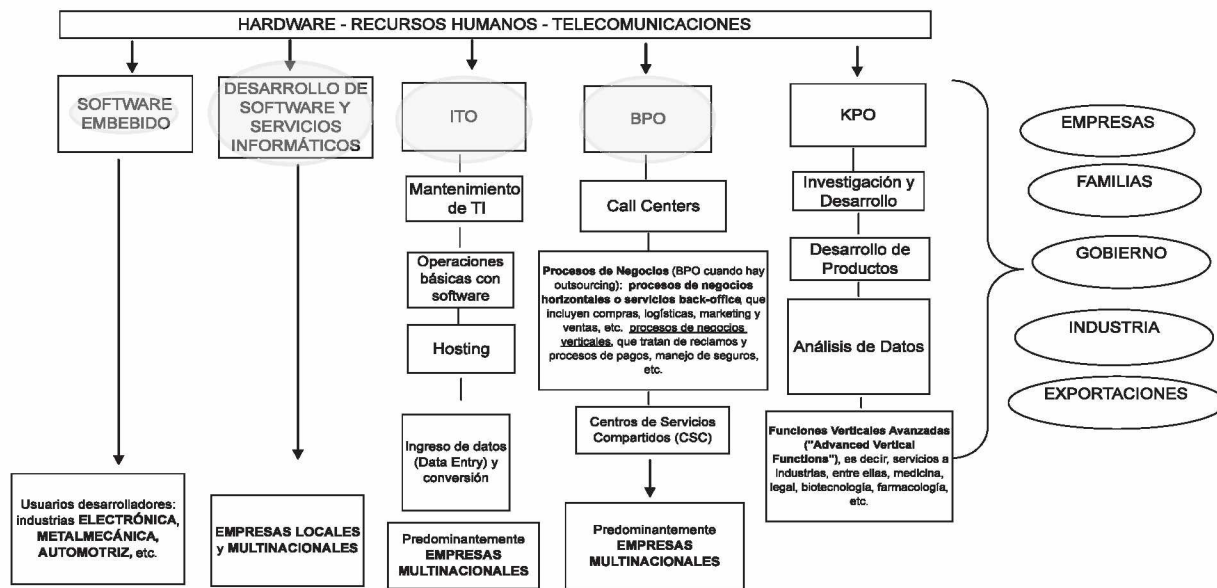 HARDWARE - RECURSOS HUMANOS - TELECOMUNICACIONES
SOFTWARE
EMBEBIDO
Usuarios desarrolladores:
industrias ELECTRÓNICA,
METALMECÁNICA,
AUTOMOTRIZ, etc.
DESARROLLO DE
SOFTWARE Y
SERVICIOS
INFORMÁTICOS
EMPRESAS LOCALES
y MULTINACIONALES
ITO
Mantenimiento
de TI
Operaciones
básicas con
software
Hosting
Ingreso de datos
(Data Entry) y
conversión
Predominantemente
EMPRESAS
MULTINACIONALES
BPO
Call Centers
Procesos de Negocios (BPO cuando hay
outsourcing): procesos de negocios
horizontales o servicios back-office, que
incluyen compras, logísticas, marketing y
ventas, etc. procesos de negocios
verticales, que tratan de reclamos y
procesos de pagos, manejo de seguros,
etc.
Centros de Servicios
Compartidos (CSC)
Predominantemente
EMPRESAS
MULTINACIONALES
KPO
Investigación y
Desarrollo
Desarrollo de
Productos
Análisis de Datos
Funciones Verticales Avanzadas
("Advanced Vertical
Functions"), es decir, servicios a
industrias, entre ellas, medicina,
legal, biotecnología, farmacología,
etc.
EMPRESAS
FAMILIAS
GOBIERNO
INDUSTRIA
EXPORTACIONES